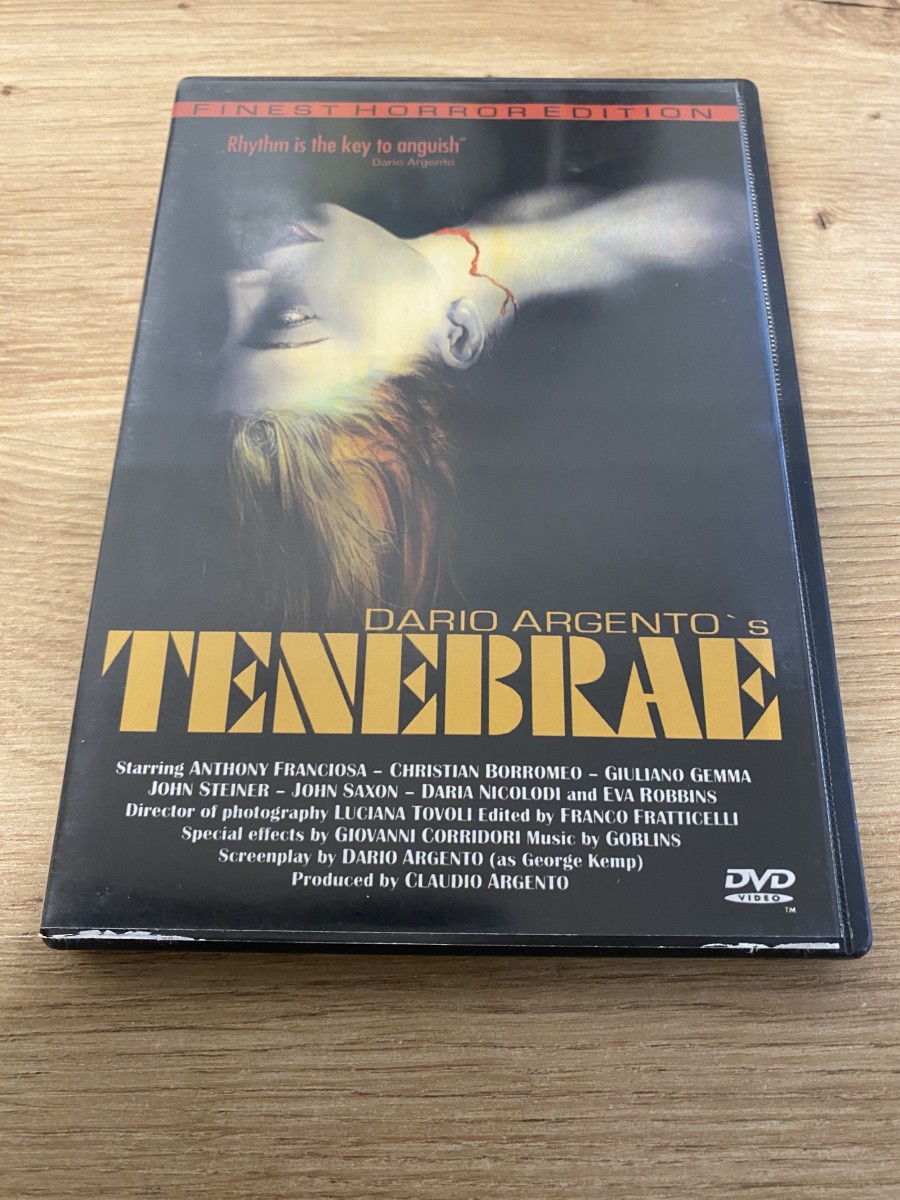 FINEST HORROR EDITION
Rhythm is the key to anguish"
Dario Argento
DARIO ARGENTO`s
TENEBRAE
Starring ANTHONY FRANCIOSA – CHRISTIAN BORROMEO – GIULIANO GEMMA
JOHN STEINER – JOHN SAXON – DARIA NICOLODI and EVA ROBBINS
Director of photography LUCIANA TOVOLI Edited by FRANCO FRATTICELLI
Special effects by GIOVANNI CORRIDORI Music by GOBLINS
Screenplay by DARIO ARGENTO (as George Kemp)
Produced by CLAUDIO ARGENTO
DVD
VIDEO
TM